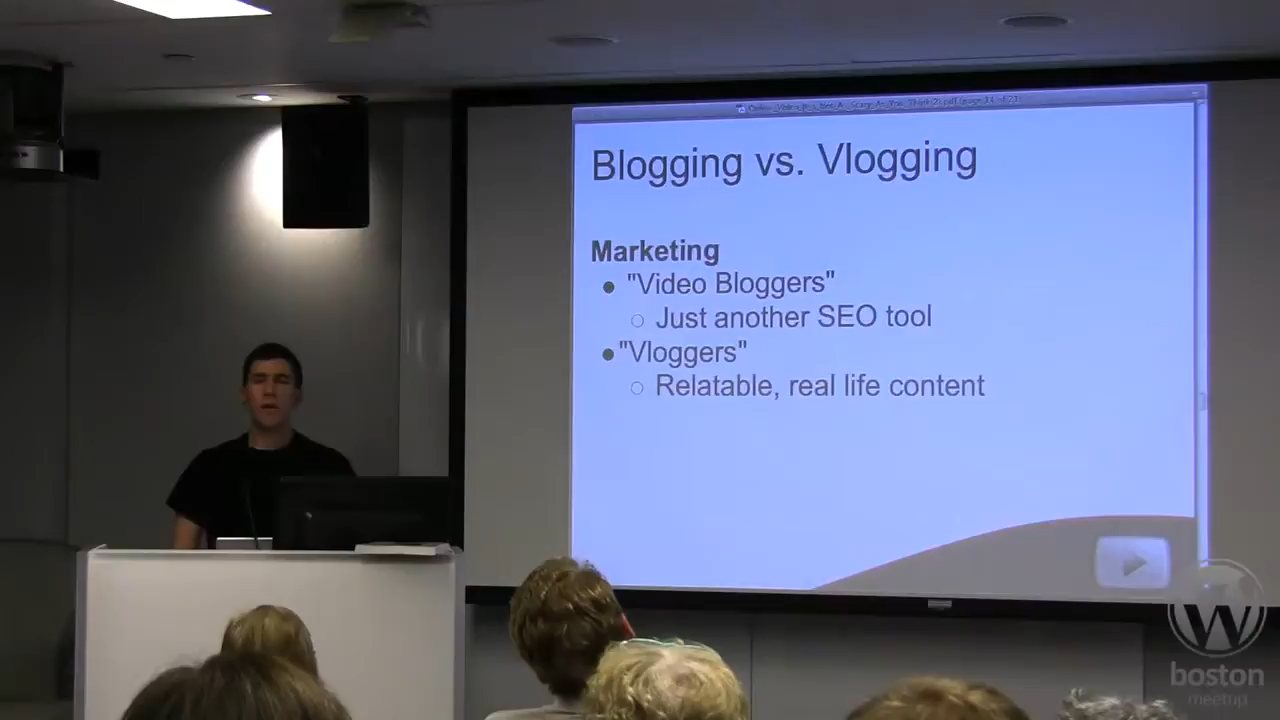 Blogging vs. Vlogging
Marketing
"Video Bloggers"
Just another SEO tool
"Vloggers"
Relatable, real life content
W
boston
meetup